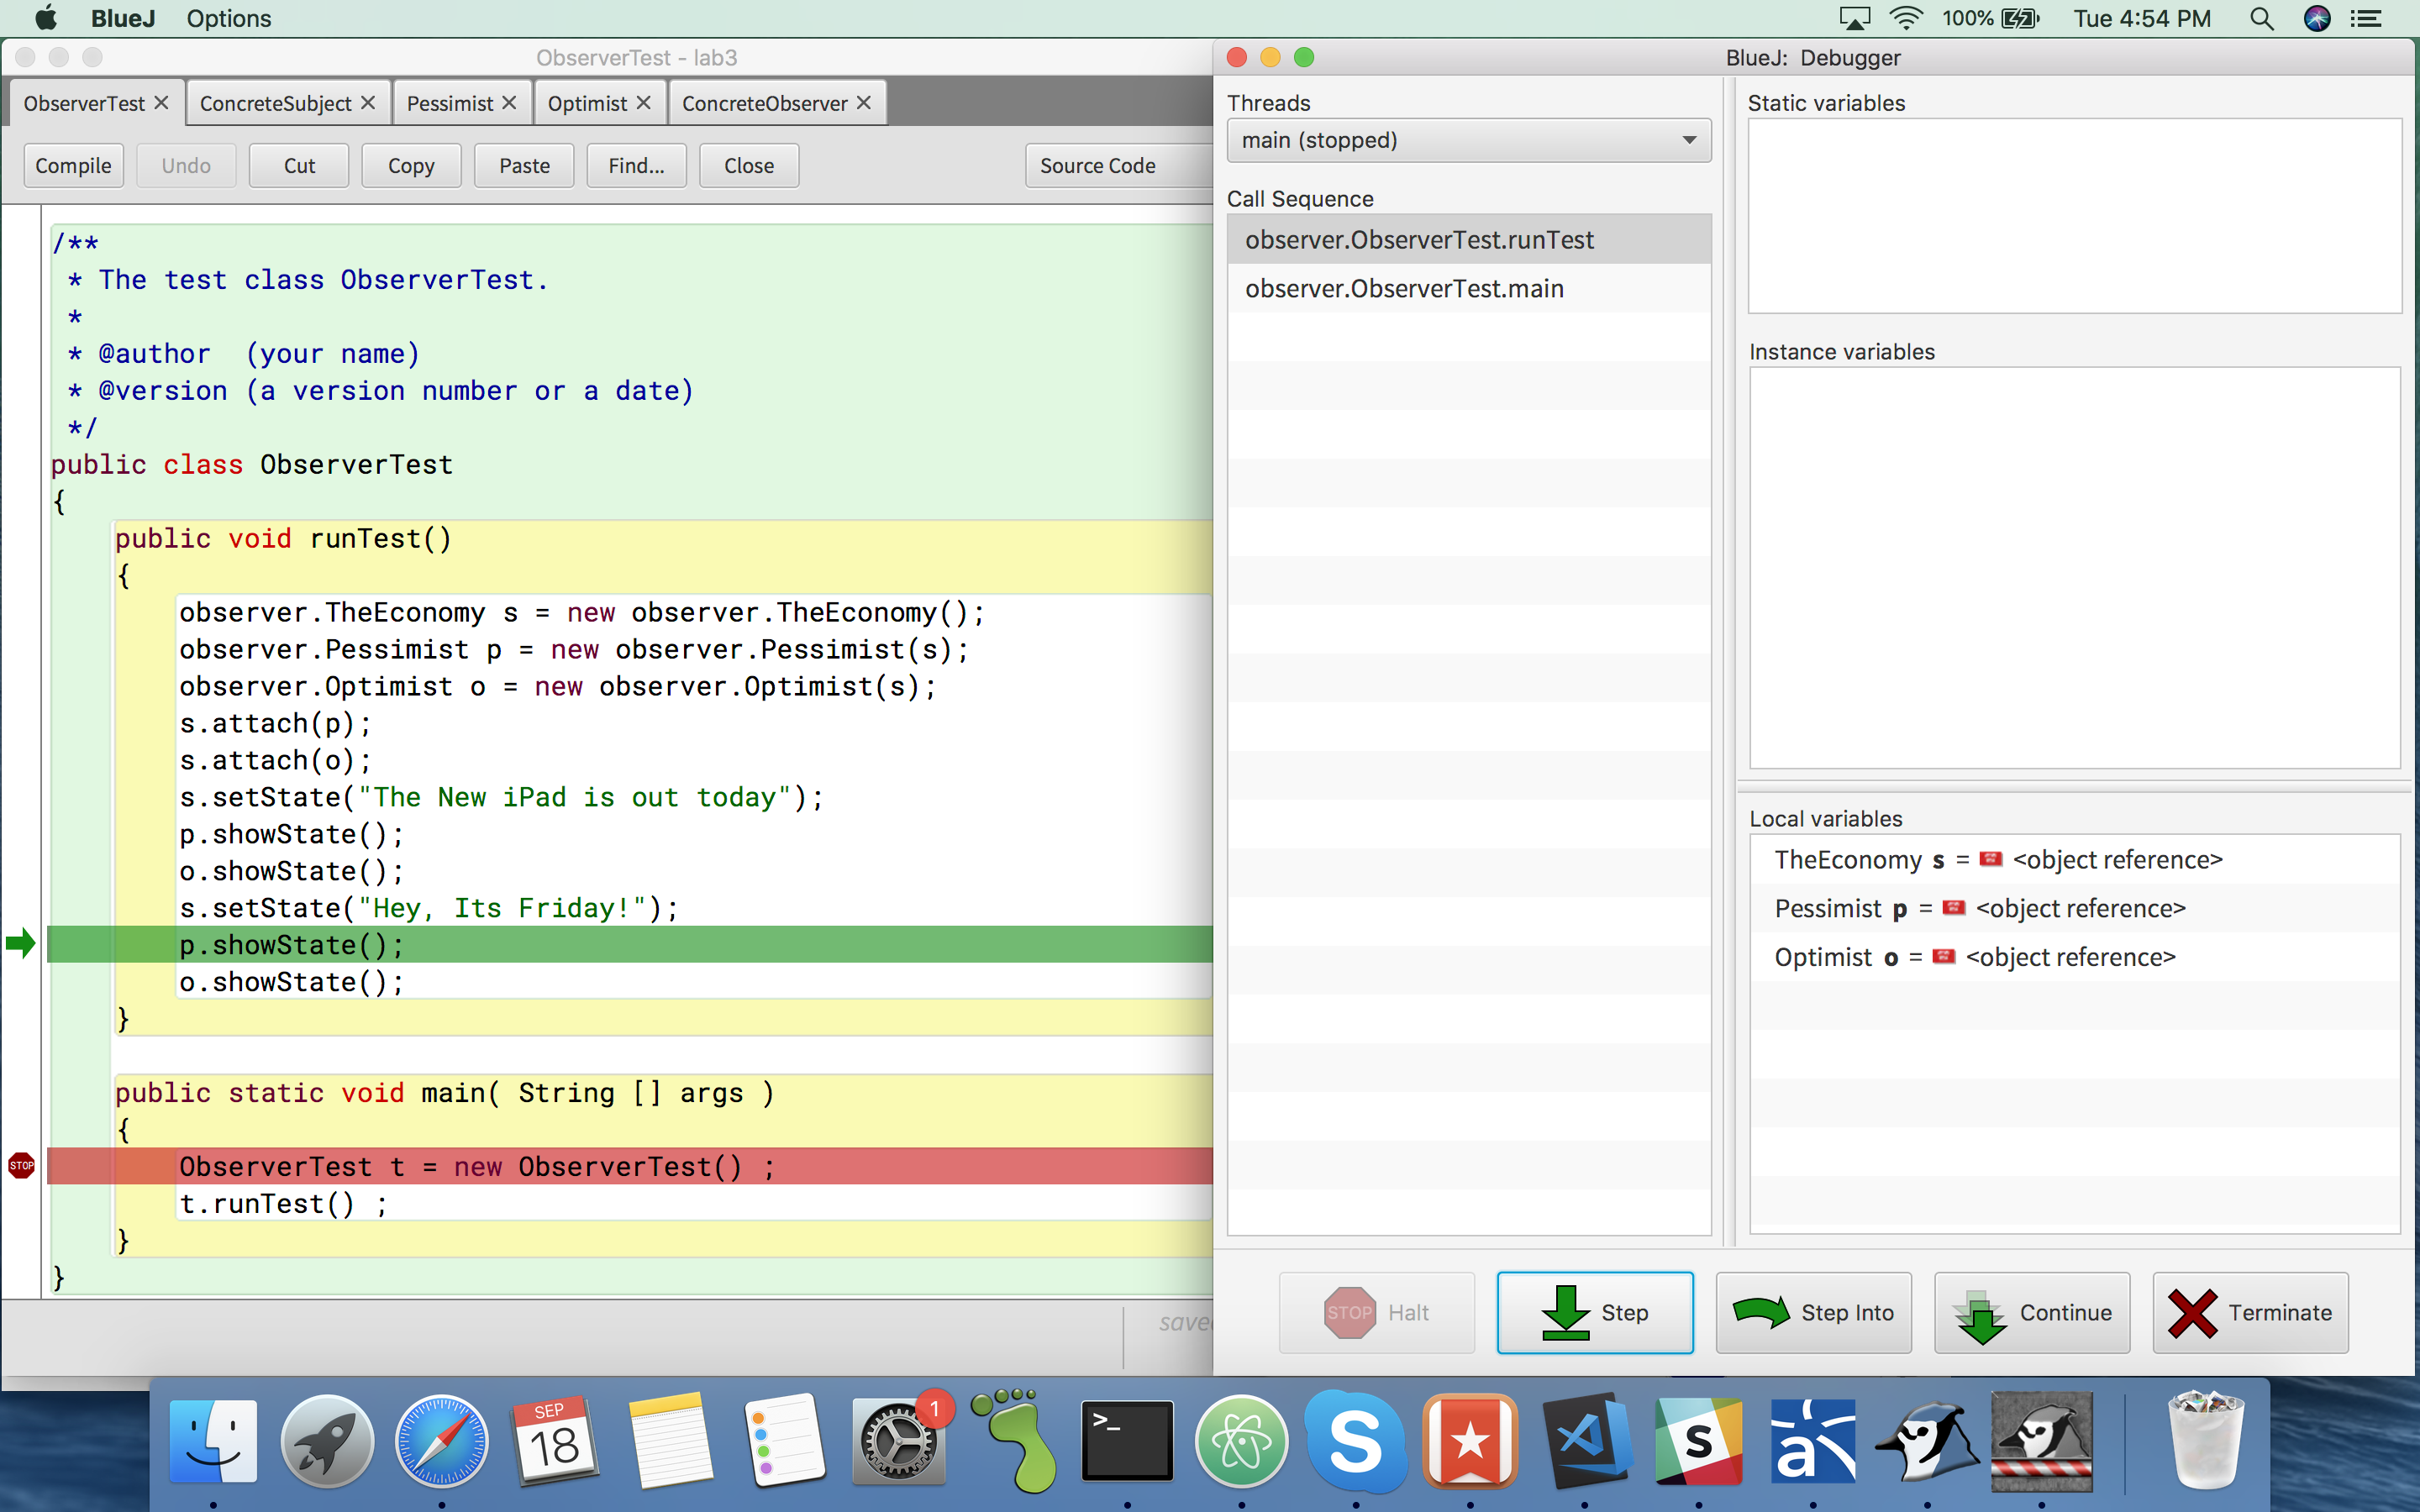 BlueJ Options 100% Tue 4:54 PM
ObserverTest - lab3
ObserverTest ConcreteSubject Pessimist Optimist ConcreteObserver
Compile Undo Cut Copy Paste Find... Close Source Code
/**
* The test class ObserverTest.
*
* @author (your name)
* @version (a version number or a date)
*/
public class ObserverTest
{
public void runTest()
{
observer.TheEconomy s = new observer.TheEconomy();
observer.Pessimist p = new observer.Pessimist(s);
observer.Optimist o = new observer.Optimist(s);
s.attach(p);
s.attach(o);
s.setState("The New iPad is out today");
p.showState();
o.showState();
s.setState("Hey, Its Friday!");
p.showState();
o.showState();
}
public static void main( String [] args )
{
STOP ObserverTest t = new ObserverTest() ;
t.runTest() ;
}
}
BlueJ: Debugger
Threads
main (stopped)
Call Sequence
observer.ObserverTest.runTest
observer.ObserverTest.main
Static variables
Instance variables
Local variables
TheEconomy s = <object reference>
Pessimist p = <object reference>
Optimist o = <object reference>
STOP Halt Step Step Into Continue Terminate
SEP
18
1
>_
S
S
a